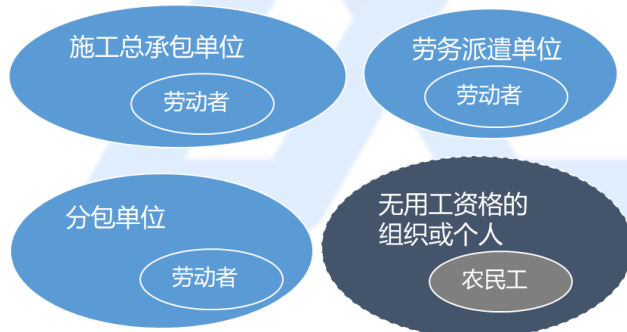 施工总承包单位
劳动者
劳务派遣单位
劳动者
分包单位
劳动者
无用工资格的
组织或个人
农民工